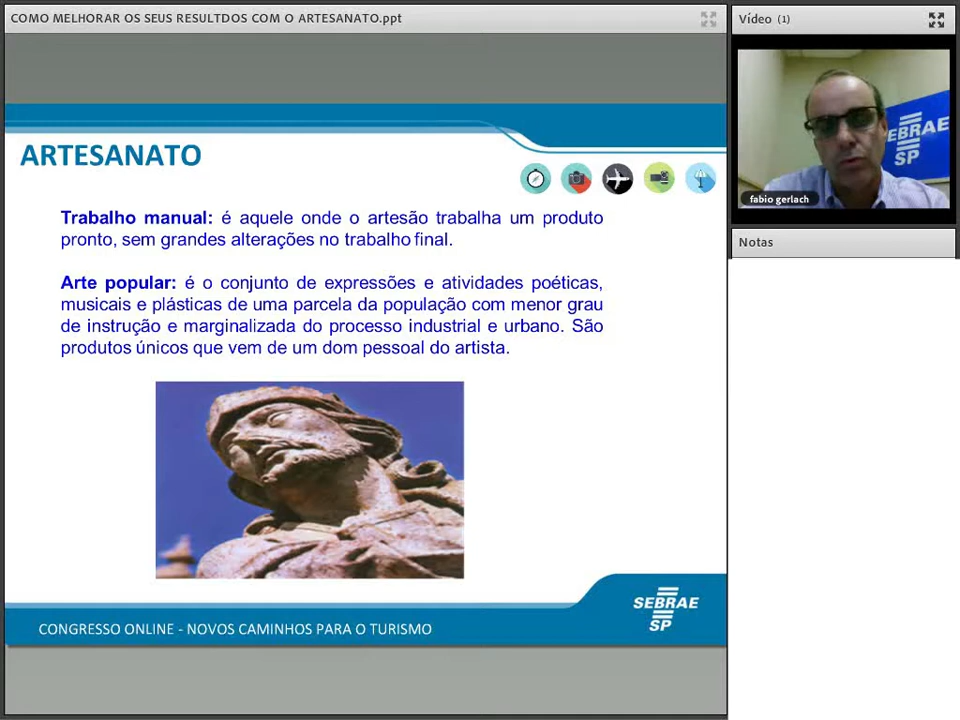 COMO MELHORAR OS SEUS RESULTDOS COM O ARTESANATO.ppt
Vídeo (1)
EBRAE
SP
fabio gerlach
Notas
ARTESANATO
Trabalho manual: é aquele onde o artesão trabalha um produto
pronto, sem grandes alterações no trabalho final.
Arte popular: é o conjunto de expressões e atividades poéticas,
musicais e plásticas de uma parcela da população com menor grau
de instrução e marginalizada do processo industrial e urbano. São
produtos únicos que vem de um dom pessoal do artista.
SEBRAE
SP
CONGRESSO ONLINE - NOVOS CAMINHOS PARA O TURISMO